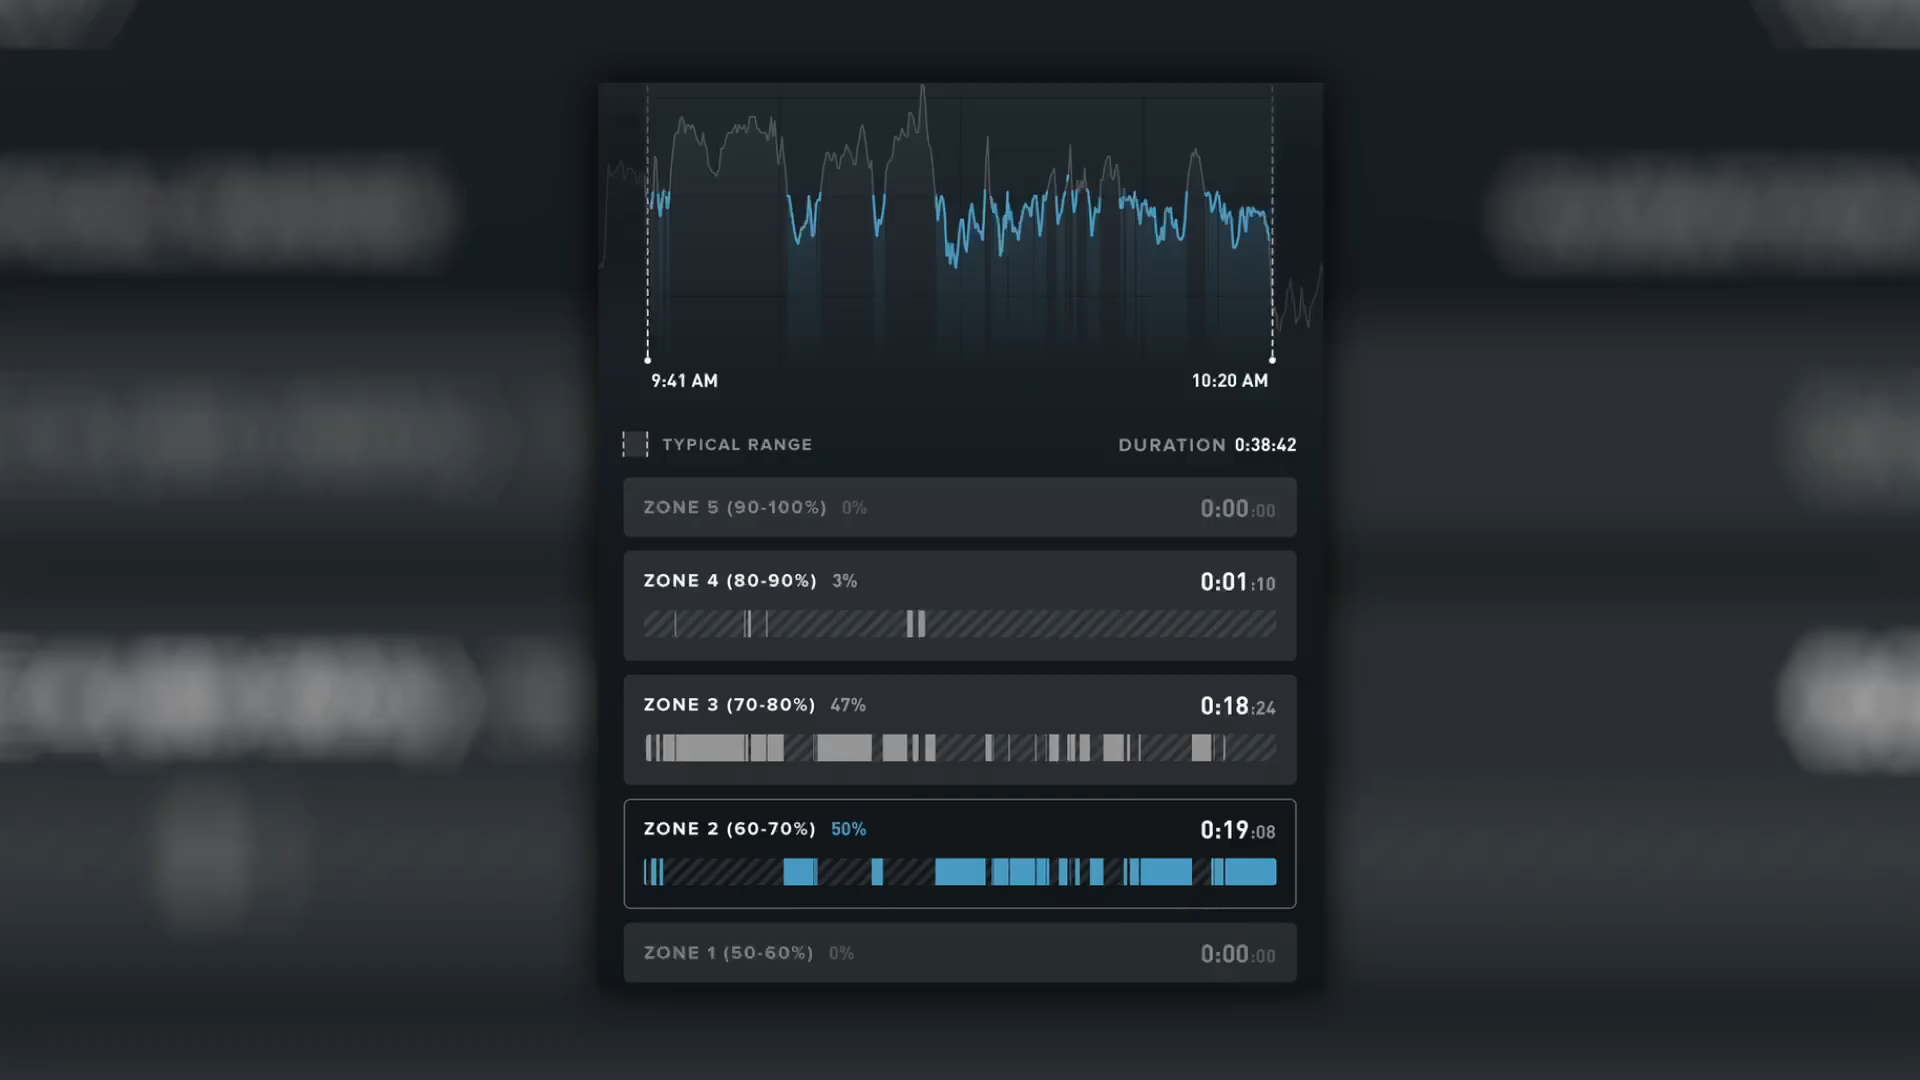 9:41 AM 10:20 AM
TYPICAL RANGE DURATION 0:38:42
ZONE 5 (90-100%) 0% 0:00:00
ZONE 4 (80-90%) 3% 0:01:10
ZONE 3 (70-80%) 47% 0:18:24
ZONE 2 (60-70%) 50% 0:19:08
ZONE 1 (50-60%) 0% 0:00:00